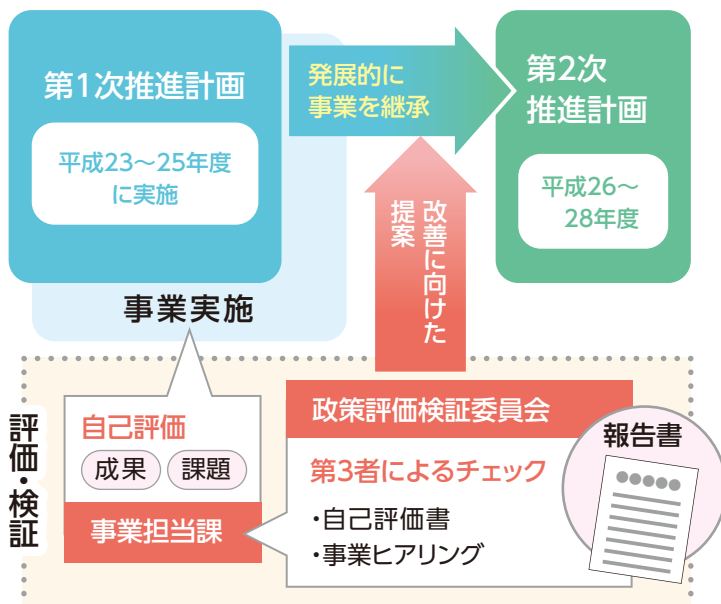 第1次推進計画
平成23～25年度
に実施
発展的に
事業を継承
第2次
推進計画
平成26～
28年度
改善に向けた
提案
事業実施
評価・検証
自己評価
成果
課題
事業担当課
政策評価検証委員会
第3者によるチェック
・自己評価書
・事業ヒアリング
報告書